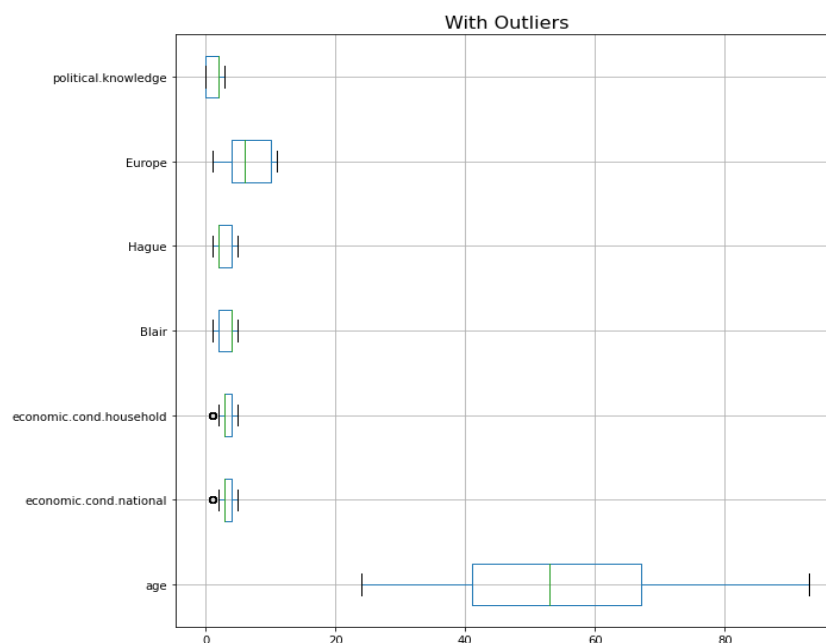 With Outliers
political.knowledge
Europe
Hague
Blair
economic.cond.household
economic.cond.national
age
0 20 40 60 80